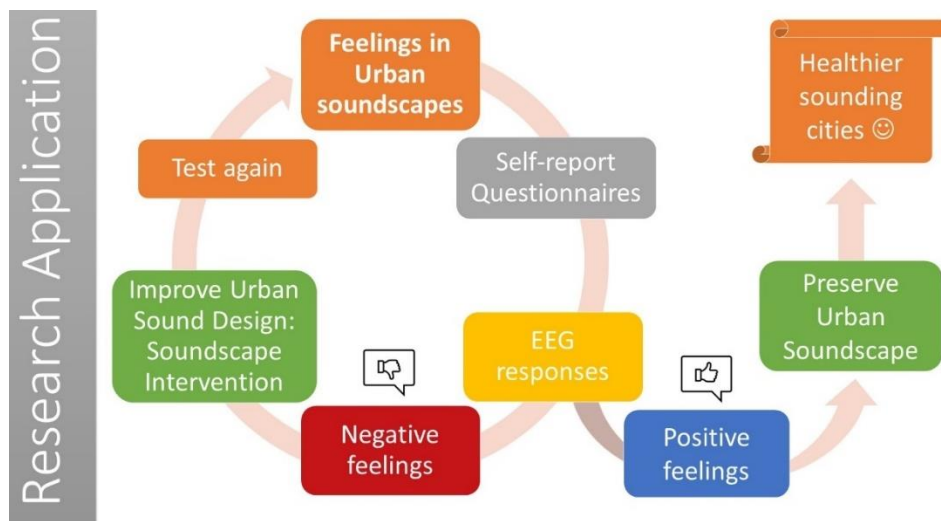 Research Application
Feelings in
Urban
soundscapes
Self-report
Questionnaires
EEG
responses
Negative
feelings
Improve Urban
Sound Design:
Soundscape
Intervention
Test again
Positive
feelings
Preserve
Urban
Soundscape
Healthier
sounding
cities ☺